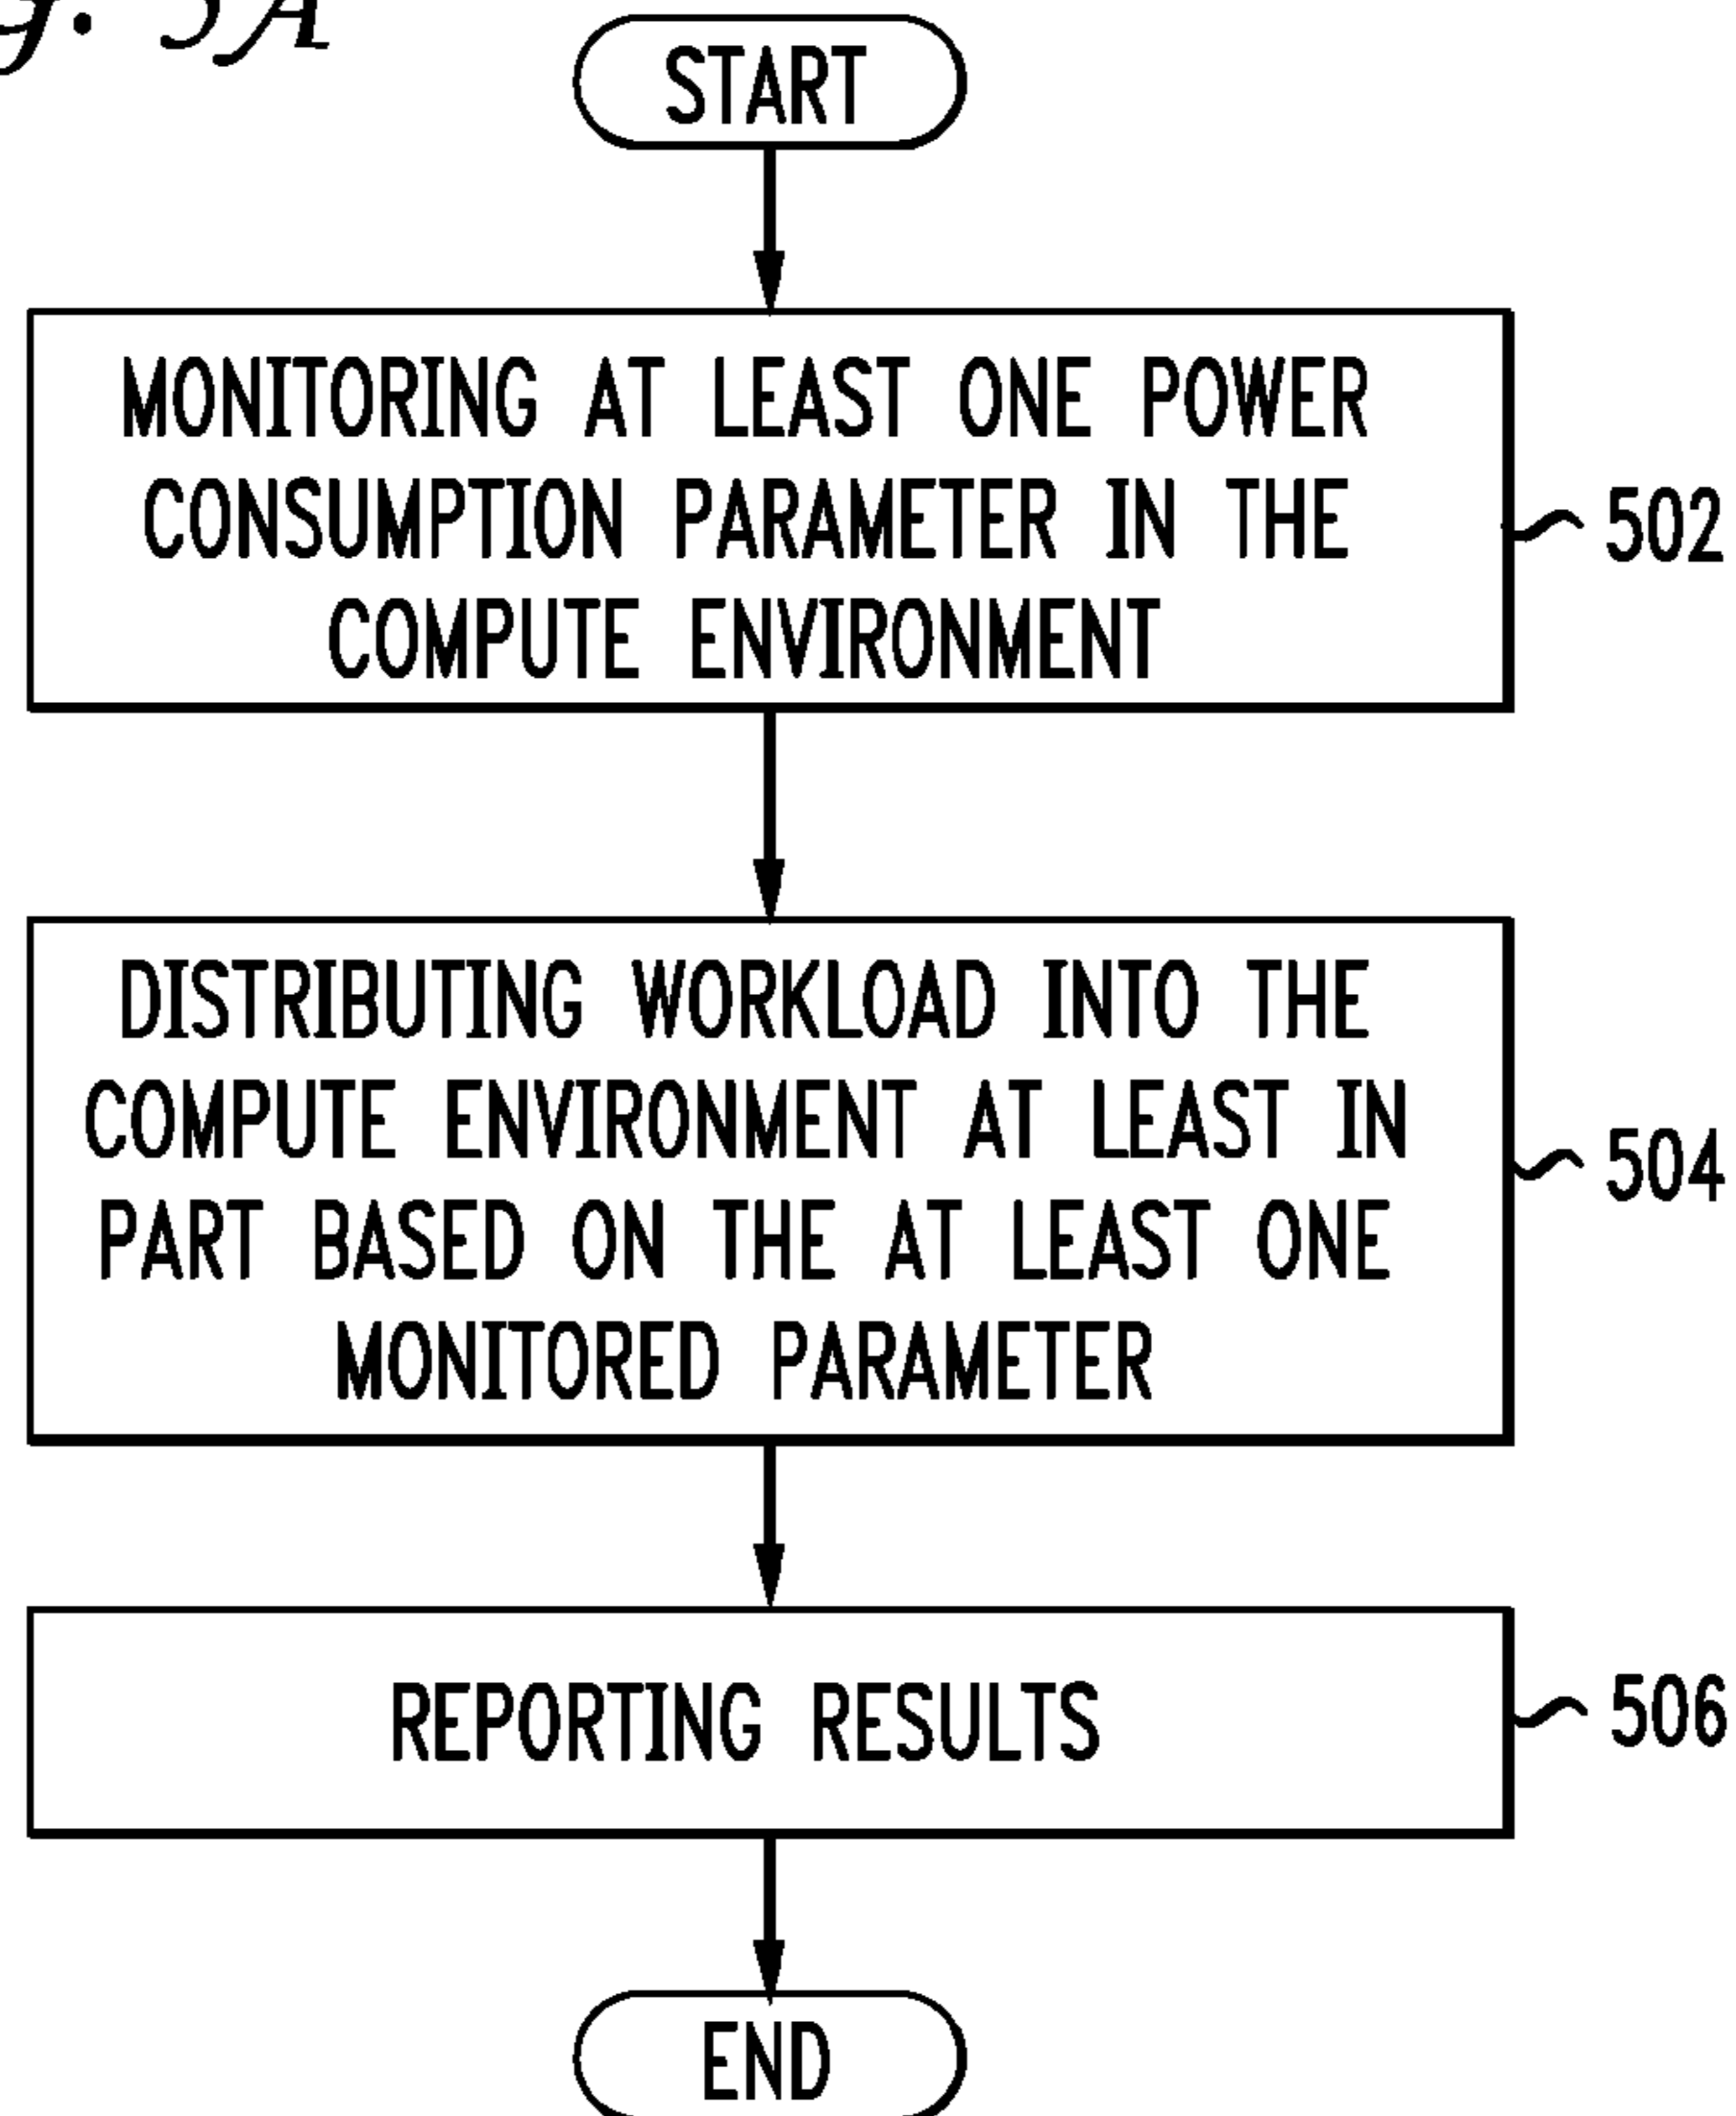 g. 5A
START
MONITORING AT LEAST ONE POWER
CONSUMPTION PARAMETER IN THE
COMPUTE ENVIRONMENT
502
DISTRIBUTING WORKLOAD INTO THE
COMPUTE ENVIRONMENT AT LEAST IN
PART BASED ON THE AT LEAST ONE
MONITORED PARAMETER
504
REPORTING RESULTS
506
END